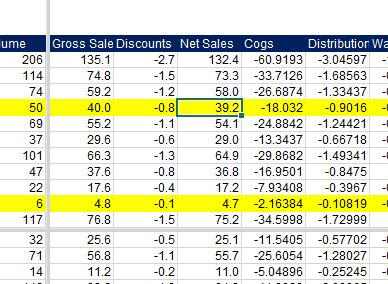 ume Gross Sale Discounts Net Sales Cogs Distribution Wa
206 135.1 -2.7 132.4 -60.9193 -3.04597
114 74.8 -1.5 73.3 -33.7126 -1.68563
74 59.2 -1.2 58.0 -26.6874 -1.33437
50 40.0 -0.8 39.2 -18.032 -0.9016
69 55.2 -1.1 54.1 -24.8842 -1.24421
37 29.6 -0.6 29.0 -13.3437 -0.66718
101 66.3 -1.3 64.9 -29.8682 -1.49341
47 37.6 -0.8 36.8 -16.9501 -0.8475
22 17.6 -0.4 17.2 -7.93408 -0.3967
6 4.8 -0.1 4.7 -2.16384 -0.10819
117 76.8 -1.5 75.2 -34.5998 -1.72999
32 25.6 -0.5 25.1 -11.5405 -0.57702
71 56.8 -1.1 55.7 -25.6054 -1.28027
14 11.2 -0.2 11.0 -5.04896 -0.25245